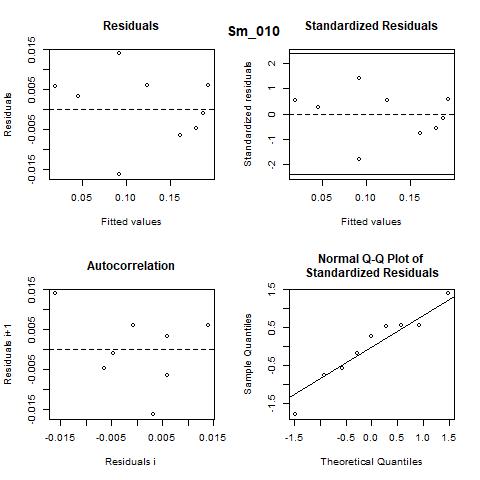 Sm_010
Residuals
Residuals
-0.015
-0.005
0.005
0.015
0.05
0.10
0.15
Fitted values
Standardized Residuals
Standardized residuals
-2
-1
0
1
2
0.05
0.10
0.15
Fitted values
Autocorrelation
Residuals i+1
-0.015
-0.005
0.005
-0.015
-0.005
0.005
0.015
Residuals i
Normal Q-Q Plot of
Standardized Residuals
Sample Quantiles
-1.5
-0.5
0.5
1.5
-1.5
-0.5
0.0
0.5
1.0
1.5
Theoretical Quantiles